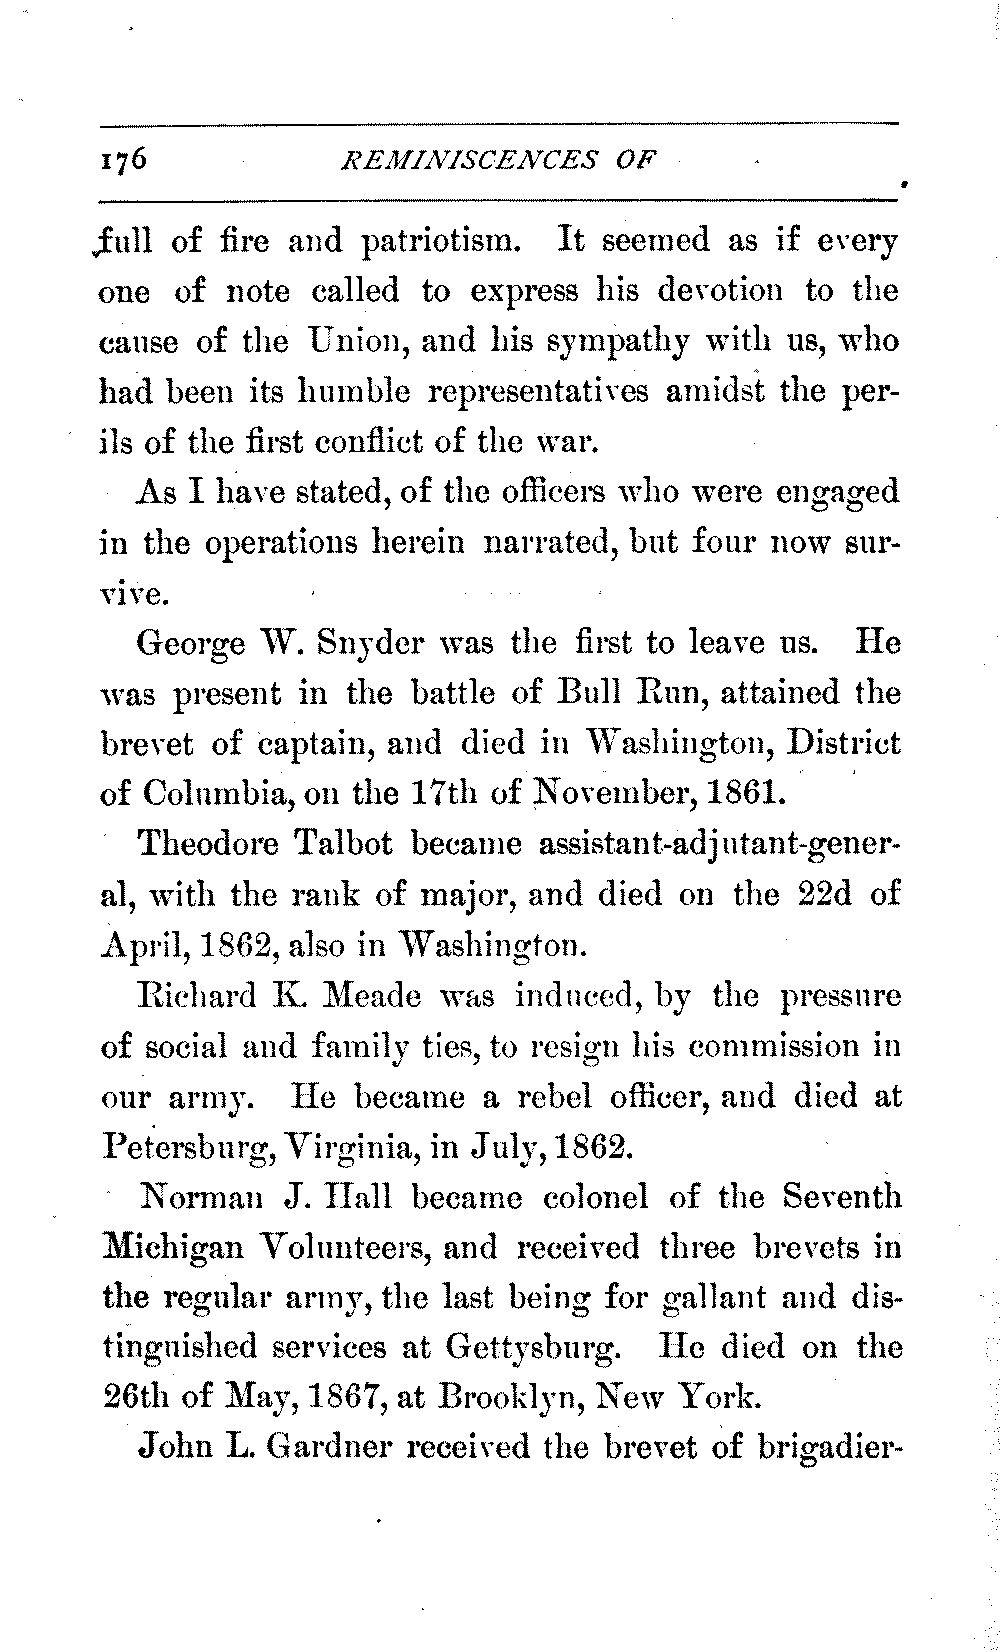 176 REMINISCENCES OF
full of fire and patriotism. It seemed as if every
one of note called to express his devotion to the
cause of the Union, and his sympathy with us, who
had been its humble representatives amidst the per-
ils of the first conflict of the war.
As I have stated, of the officers who were engaged
in the operations herein narrated, but four now sur-
vive.
George W. Snyder was the first to leave us. He
was present in the battle of Bull Run, attained the
brevet of captain, and died in Washington, District
of Columbia, on the 17th of November, 1861.
Theodore Talbot became assistant-adjutant-gener-
al, with the rank of major, and died on the 22d of
April, 1862, also in Washington.
Richard K. Meade was induced, by the pressure
of social and family ties, to resign his commission in
our army. He became a rebel officer, and died at
Petersburg, Virginia, in July, 1862.
Norman J. Hall became colonel of the Seventh
Michigan Volunteers, and received three brevets in
the regular army, the last being for gallant and dis-
tinguished services at Gettysburg. He died on the
26th of May, 1867, at Brooklyn, New York.
John L. Gardner received the brevet of brigadier-